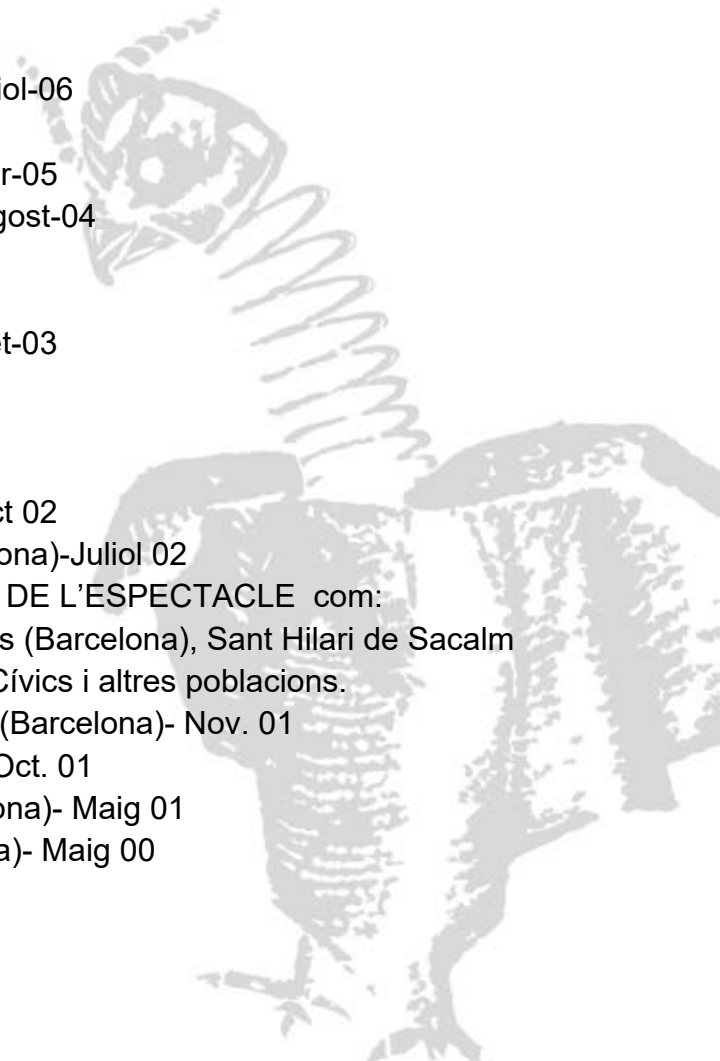 iol-06
r-05
gost-04
t-03
ct 02
ona)-Juliol 02
DE L’ESPECTACLE com:
s (Barcelona), Sant Hilari de Sacalm
Cívics i altres poblacions.
(Barcelona)- Nov. 01
Oct. 01
ona)- Maig 01
a)- Maig 00